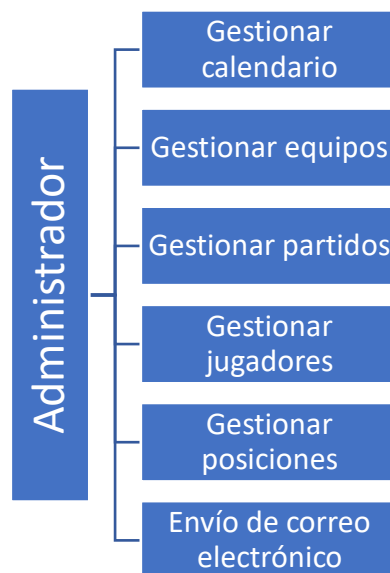 Administrador
Gestionar
calendario
Gestionar equipos
Gestionar partidos
Gestionar
jugadores
Gestionar
posiciones
Envío de correo
electrónico